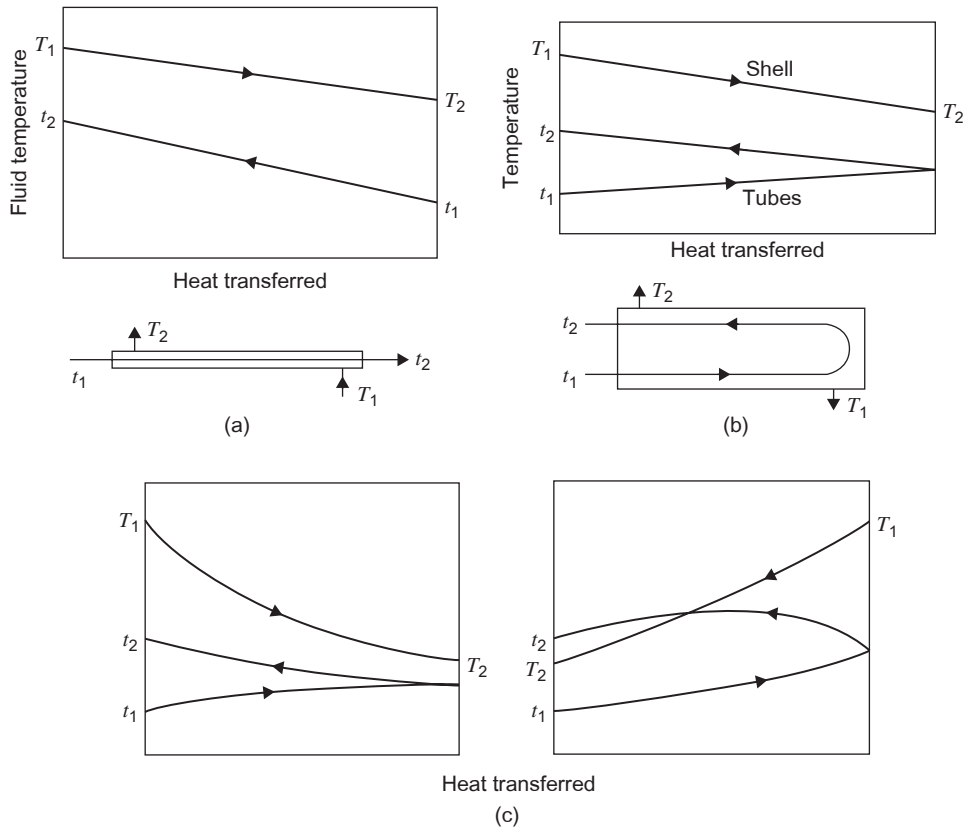 T1
T2
t2
t1
Fluid temperature
Heat transferred
T2
t1
t2
T1
(a)
T1
Shell
T2
t2
t1
Tubes
Temperature
Heat transferred
T2
t2
t1
T1
(b)
T1
t2
T2
t1
T1
t2
T2
t1
Heat transferred
(c)